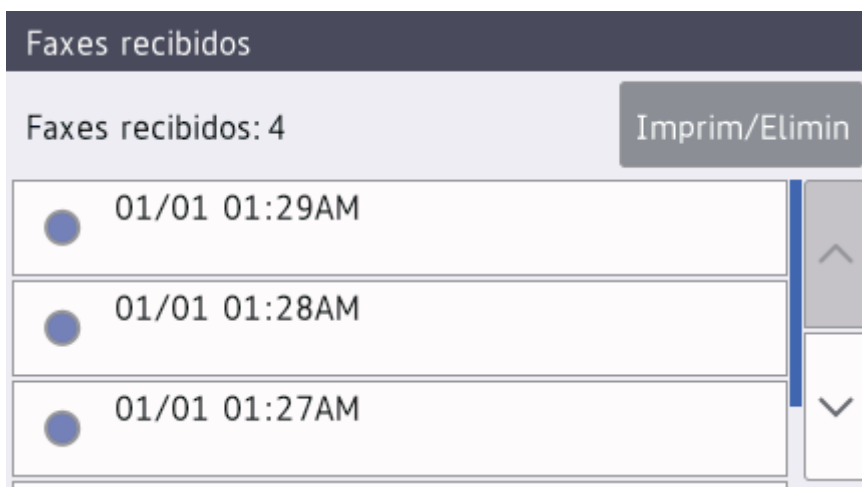 Faxes recibidos
Faxes recibidos: 4
Imprim/Elimin
01/01 01:29AM
01/01 01:28AM
01/01 01:27AM